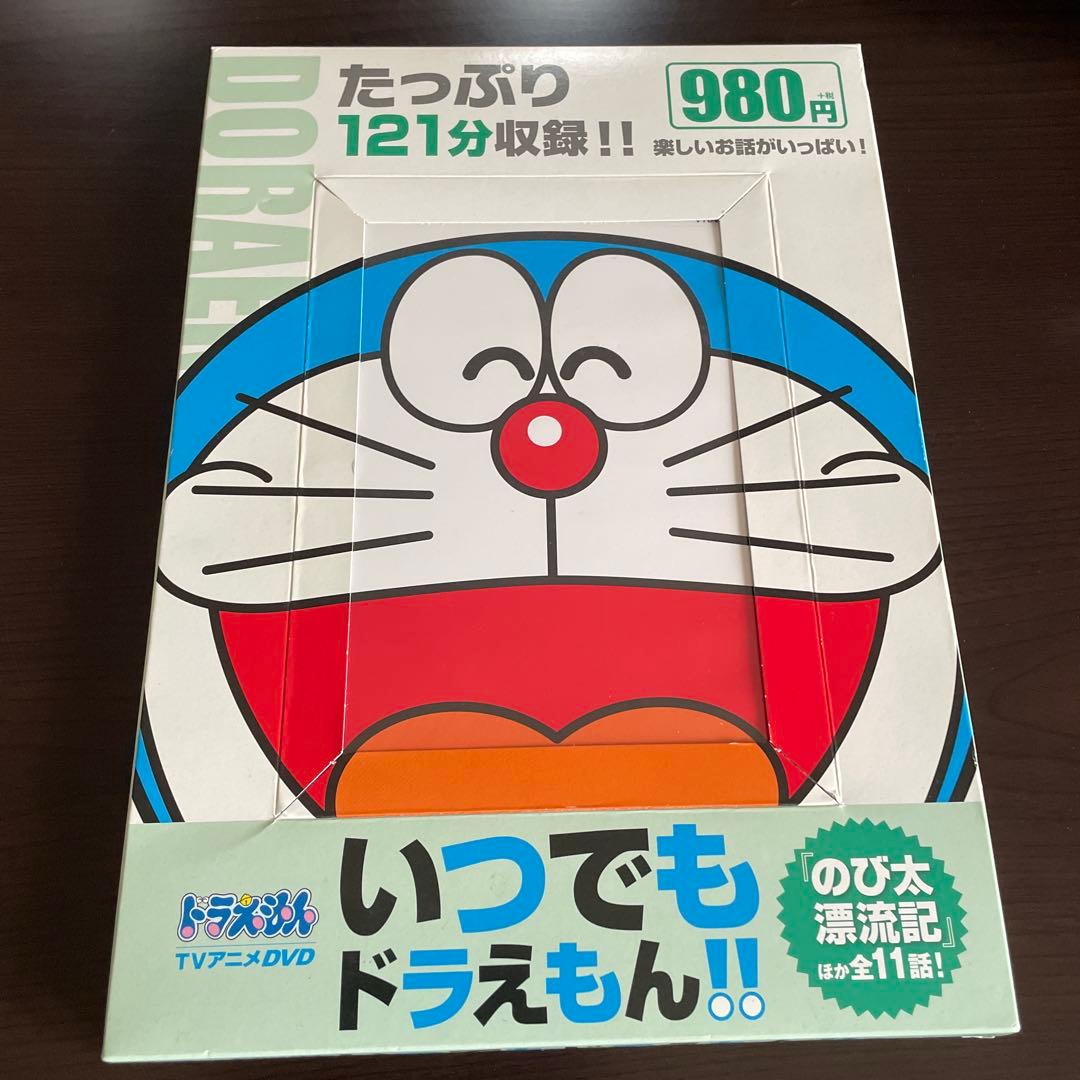 DORAE
たっぷり
121分収録!!
980円
+税
楽しいお話がいっぱい!
ドラえもん
TVアニメDVD
いつでも
ドラえもん!!
『のび太
漂流記』
ほか全11話!